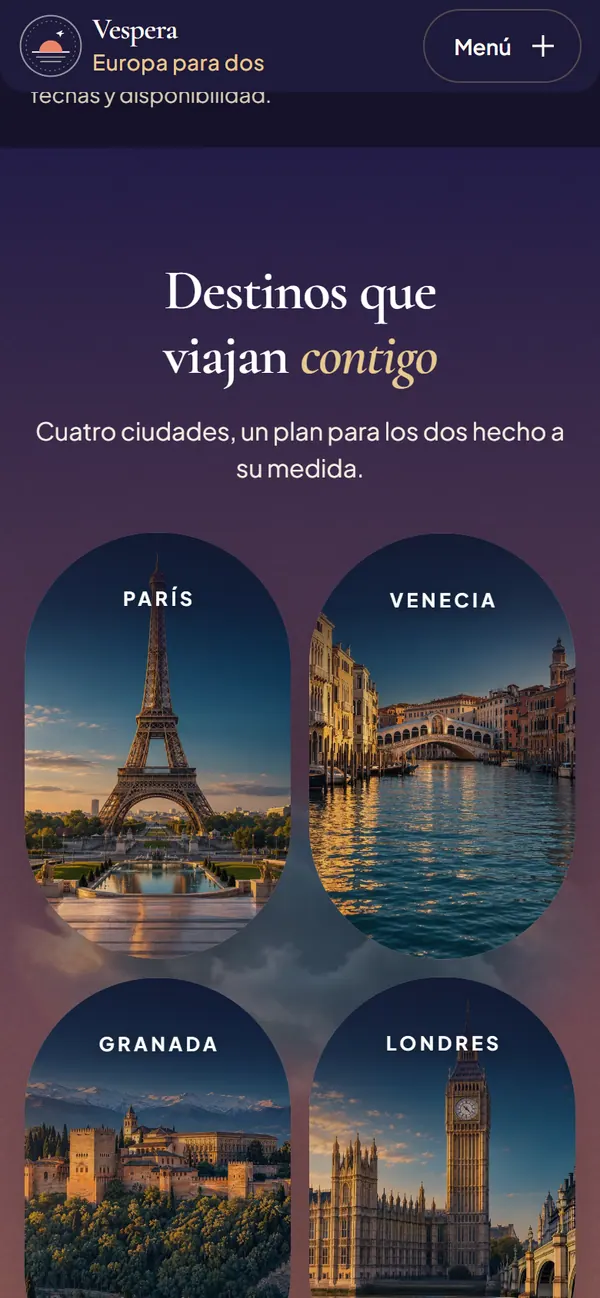 Vespera
Europa para dos
Menú
fechas y disponibilidad.
Destinos que
viajan contigo
Cuatro ciudades, un plan para los dos hecho a
su medida.
PARÍS
VENECIA
GRANADA
LONDRES